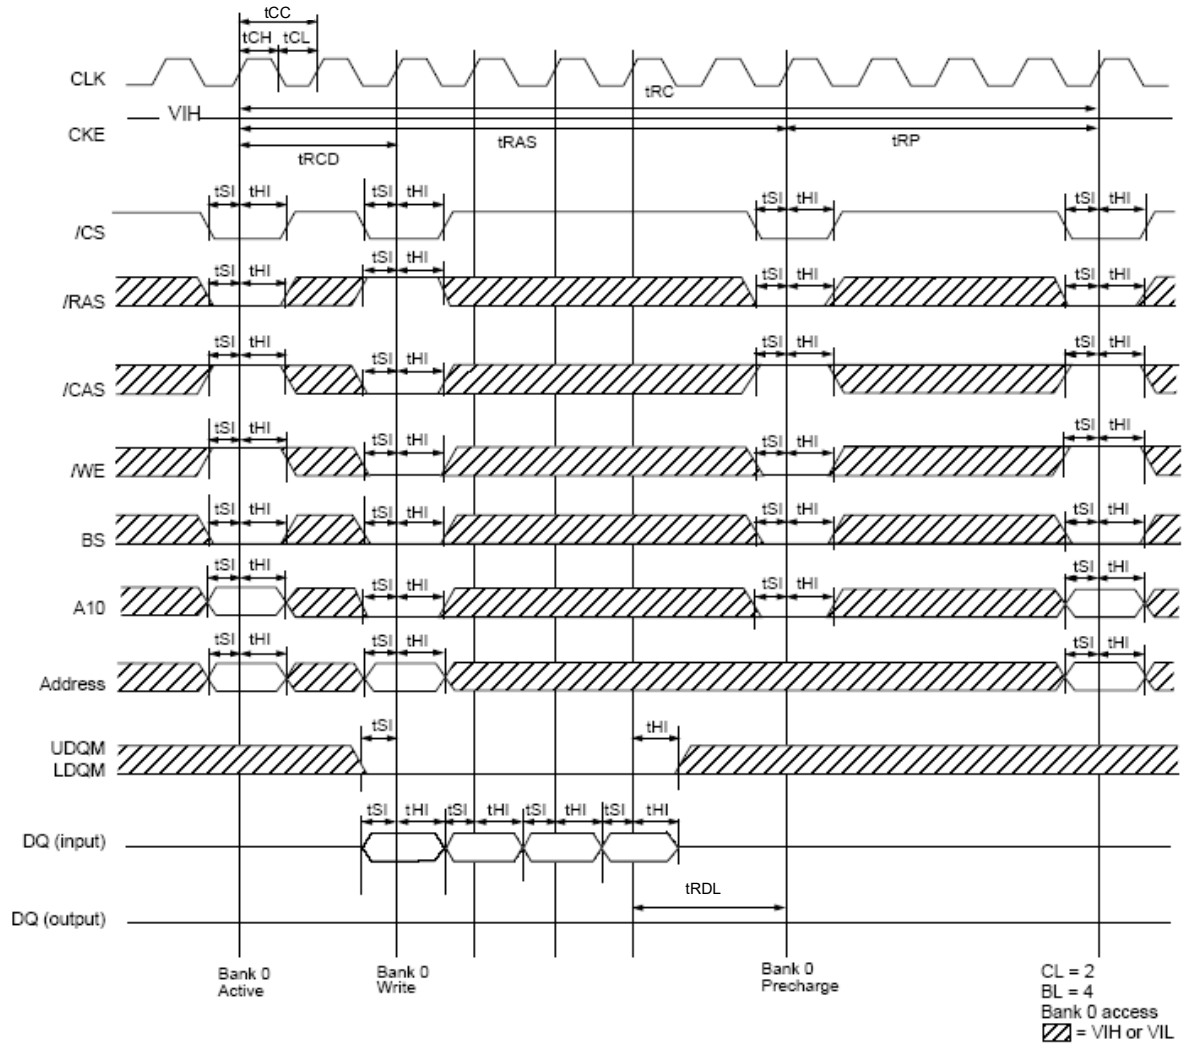 tCC
tCH tCL
CLK
tRC
VIH
CKE
tRAS
tRP
tRCD
tSI tHI tSI tHI tSI tHI tSI tHI
/CS
tSI tHI tSI tHI tSI tHI tSI tHI
/RAS
tSI tHI tSI tHI tSI tHI tSI tHI
/CAS
tSI tHI tSI tHI tSI tHI tSI tHI
/WE
tSI tHI tSI tHI tSI tHI tSI tHI
BS
tSI tHI tSI tHI tSI tHI tSI tHI
A10
tSI tHI tSI tHI tSI tHI
Address
tSI tHI
UDQM
LDQM
tSI tHI tSI tHI tSI tHI tSI tHI
DQ (input)
tRDL
DQ (output)
Bank 0
Active
Bank 0
Write
Bank 0
Precharge
CL = 2
BL = 4
Bank 0 access
= VIH or VIL